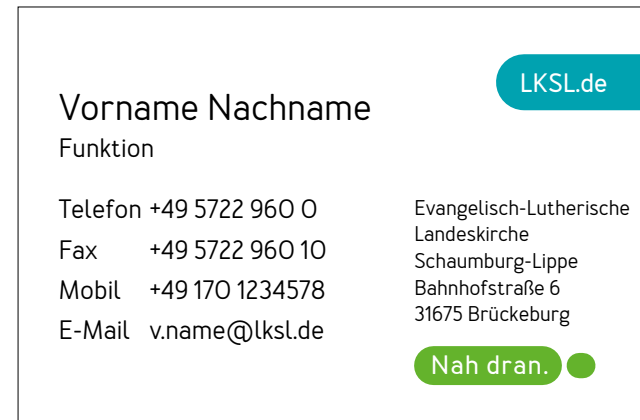 LKSL.de
Vorname Nachname
Funktion
Telefon +49 5722 960 0
Fax +49 5722 960 10
Mobil +49 170 1234578
E-Mail v.name@lksl.de
Evangelisch-Lutherische
Landeskirche
Schaumburg-Lippe
Bahnhofstraße 6
31675 Brückeburg
Nah dran.